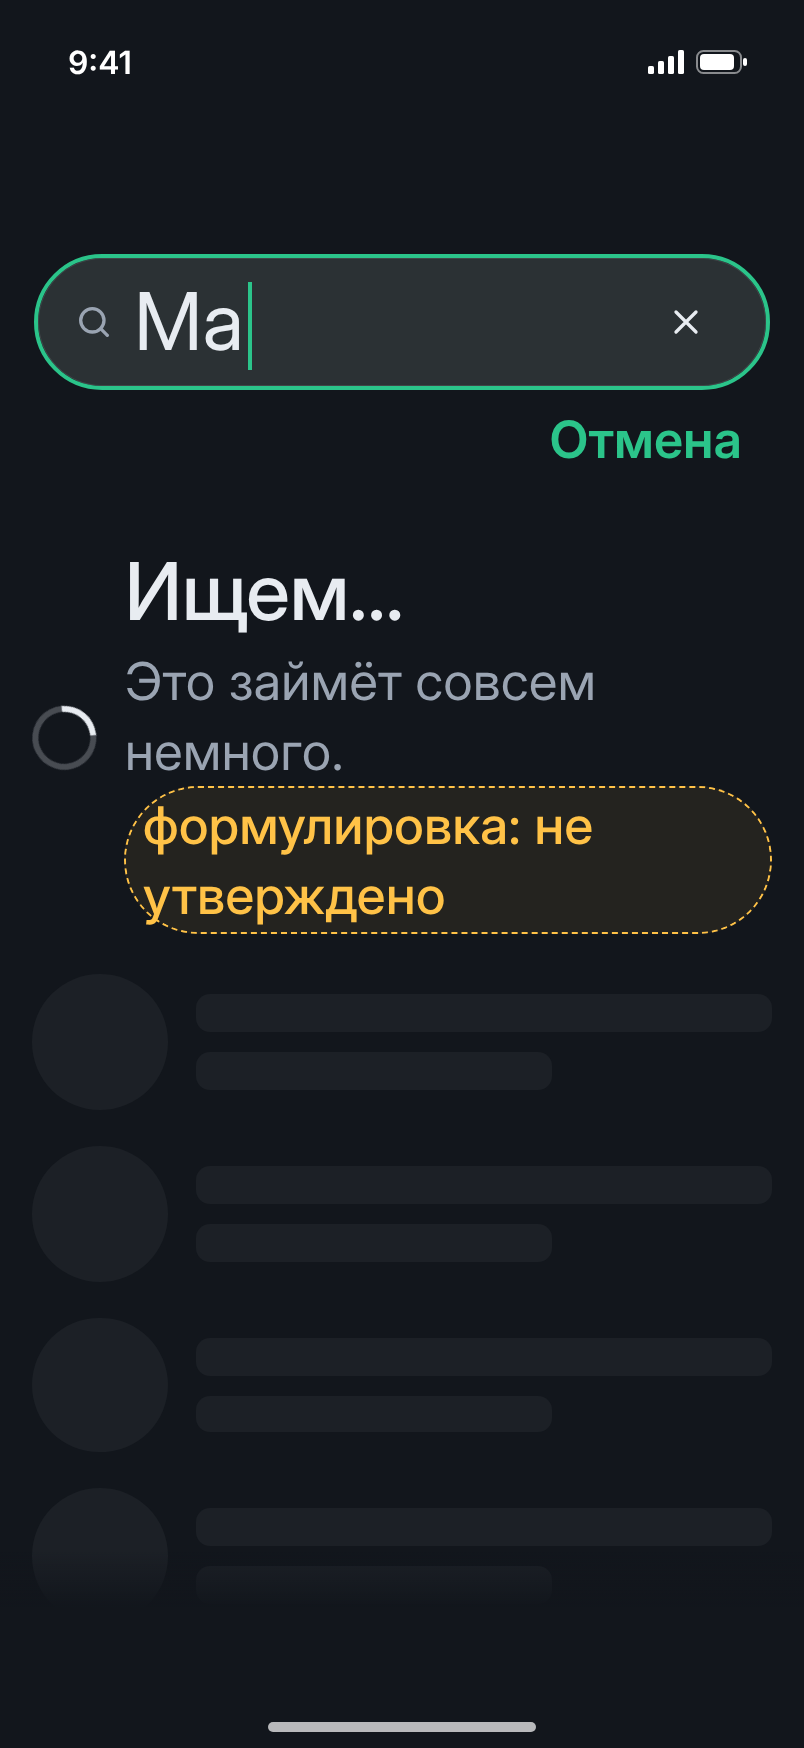 9:41
Ма
Отмена
Ищем...
Это займёт совсем
немного.
формулировка: не
утверждено